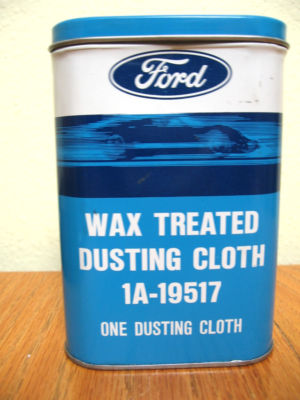 Ford
WAX TREATED
DUSTING CLOTH
1A-19517
ONE DUSTING CLOTH